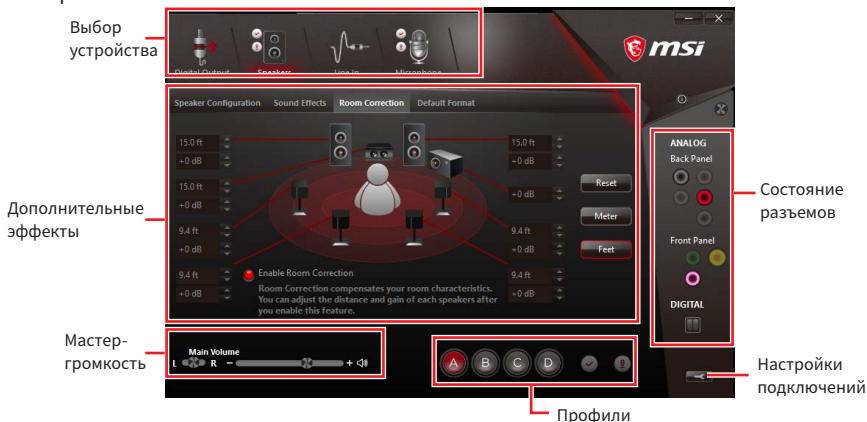 Выбор
устройства
Digital Output
Speakers
Line In
Microphone
msi
Speaker Configuration
Sound Effects
Room Correction
Default Format
15.0 ft
+0 dB
15.0 ft
+0 dB
9.4 ft
+0 dB
9.4 ft
+0 dB
15.0 ft
+0 dB
+0 dB
9.4 ft
+0 dB
9.4 ft
+0 dB
Reset
Meter
Feet
Enable Room Correction
Room Correction compensates your room characteristics.
You can adjust the distance and gain of each speakers after
you enable this feature.
Дополнительные
эффекты
ANALOG
Back Panel
Front Panel
DIGITAL
Состояние
разъемов
Мастер-
громкость
Main Volume
L R − +
A B C D
Настройки
подключений
Профили